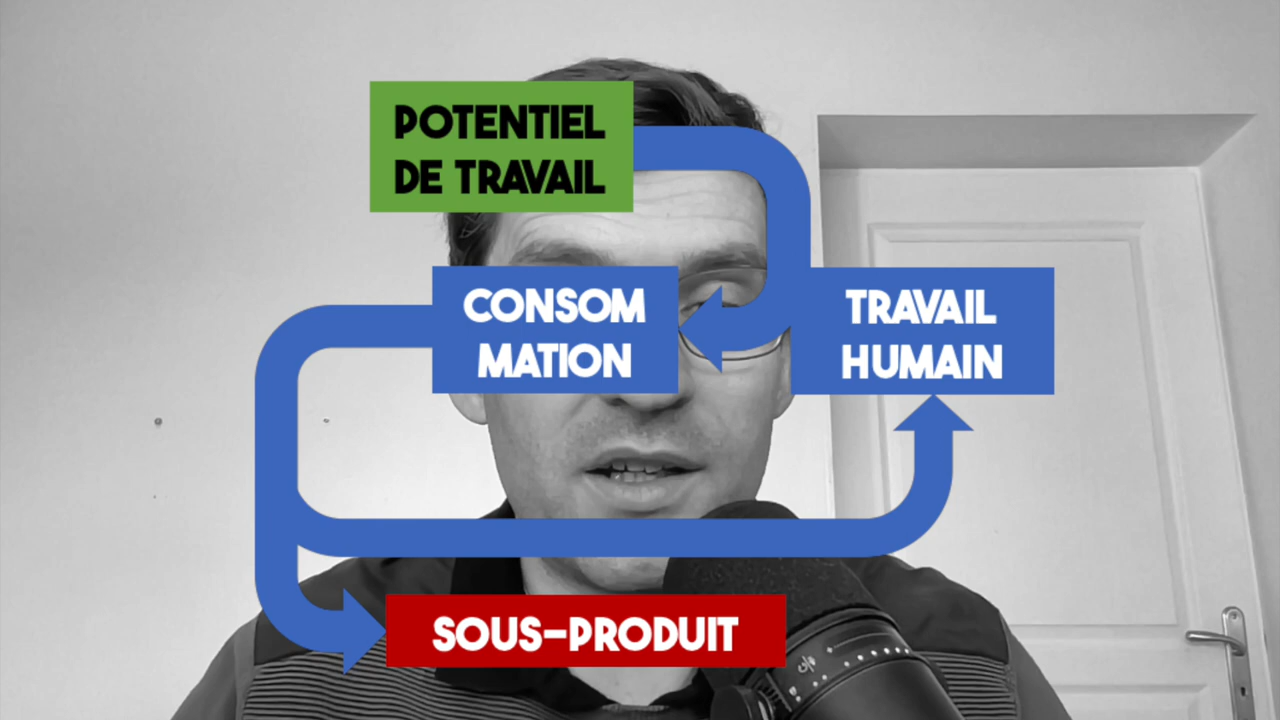 POTENTIEL
DE TRAVAIL
CONSOM
MATION
TRAVAIL
HUMAIN
SOUS-PRODUIT